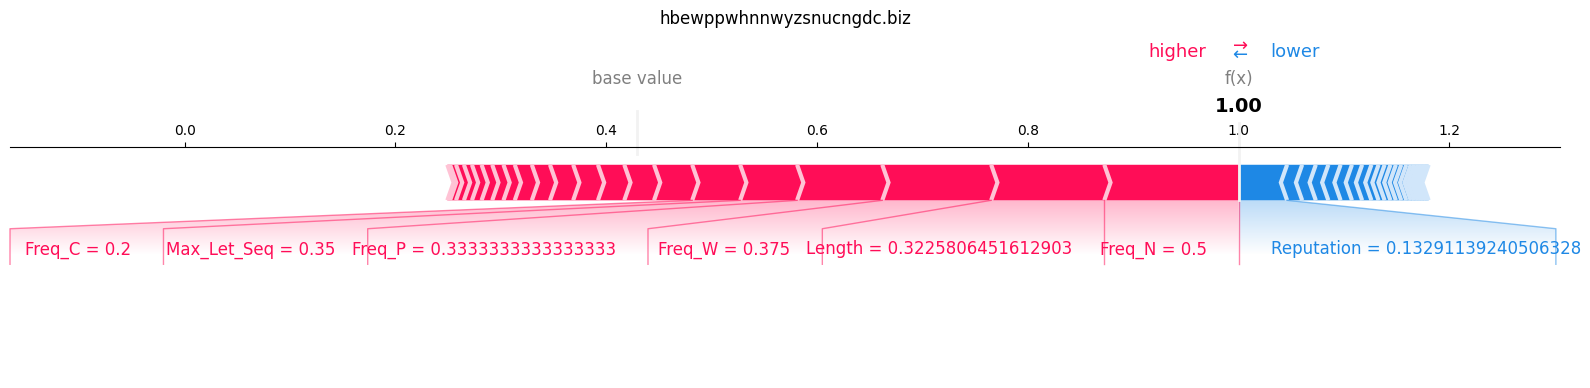 hbewppwhnnwyzsnucngdc.biz
higher → ← lower
base value f(x)
1.00
0.0 0.2 0.4 0.6 0.8 1.0 1.2
Freq_C = 0.2 Max_Let_Seq = 0.35 Freq_P = 0.3333333333333333 Freq_W = 0.375 Length = 0.3225806451612903 Freq_N = 0.5 Reputation = 0.13291139240506328